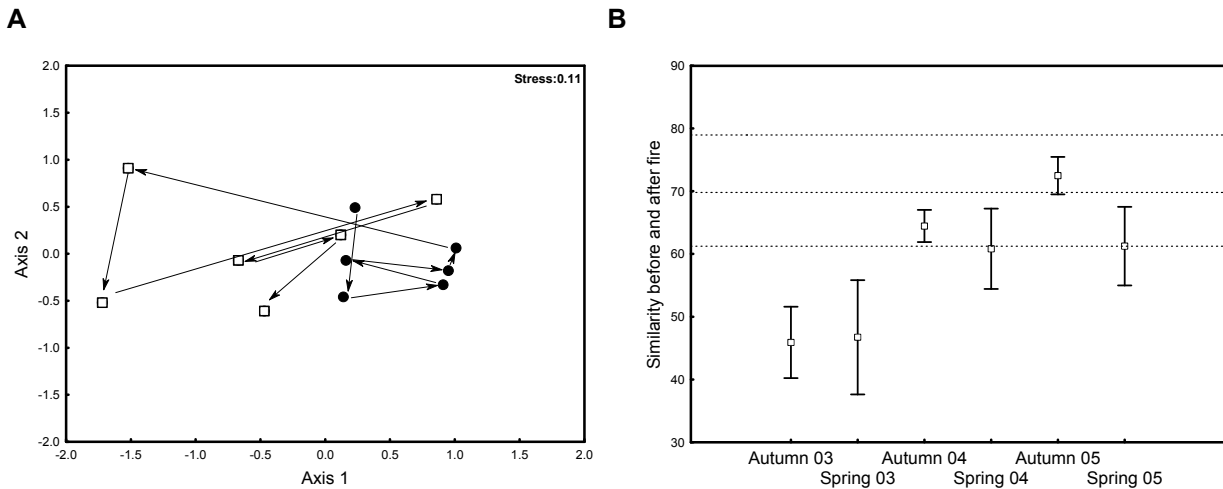 A
B
Stress:0.11
2.0
1.5
1.0
0.5
0.0
-0.5
-1.0
-1.5
-2.0
Axis 2
-2.0 -1.5 -1.0 -0.5 0.0 0.5 1.0 1.5 2.0
Axis 1
90
80
70
60
50
40
30
Similarity before and after fire
Autumn 03 Autumn 04 Autumn 05
Spring 03 Spring 04 Spring 05